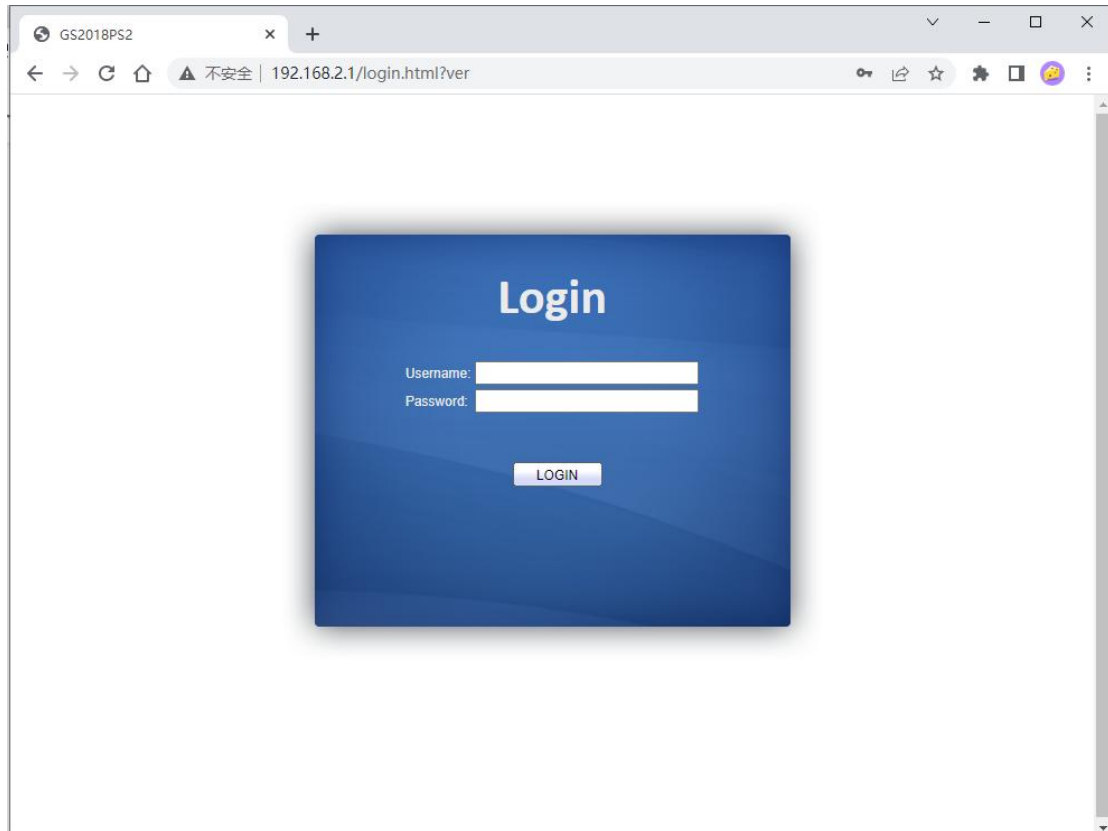 GS2018PS2
不安全 | 192.168.2.1/login.html?ver
Login
Username:
Password:
LOGIN